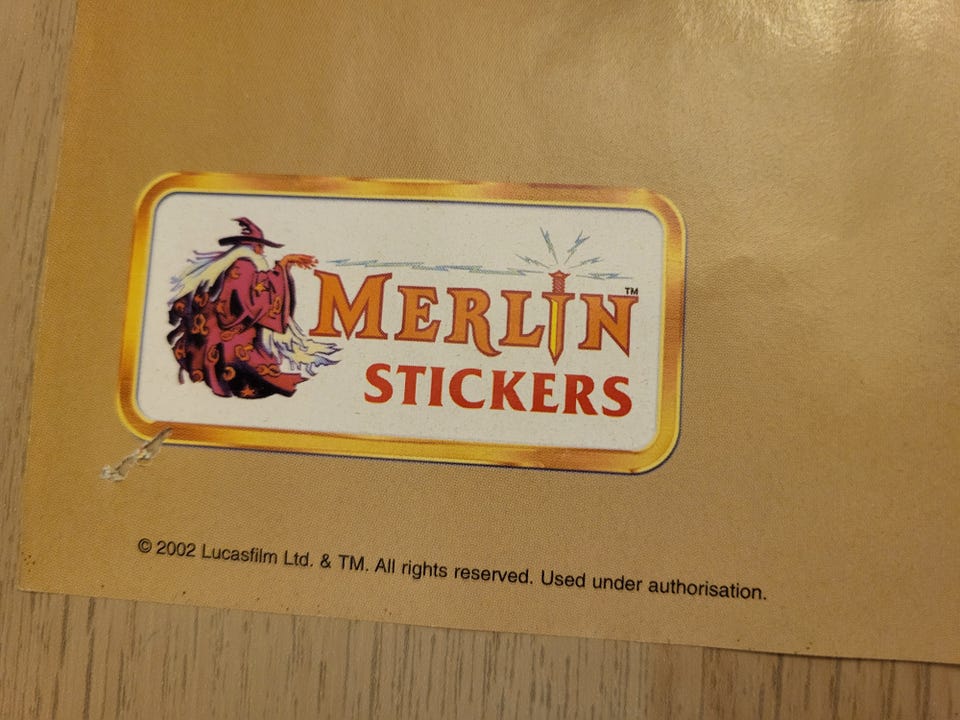 MERLIN™
STICKERS
© 2002 Lucasfilm Ltd. & TM. All rights reserved. Used under authorisation.